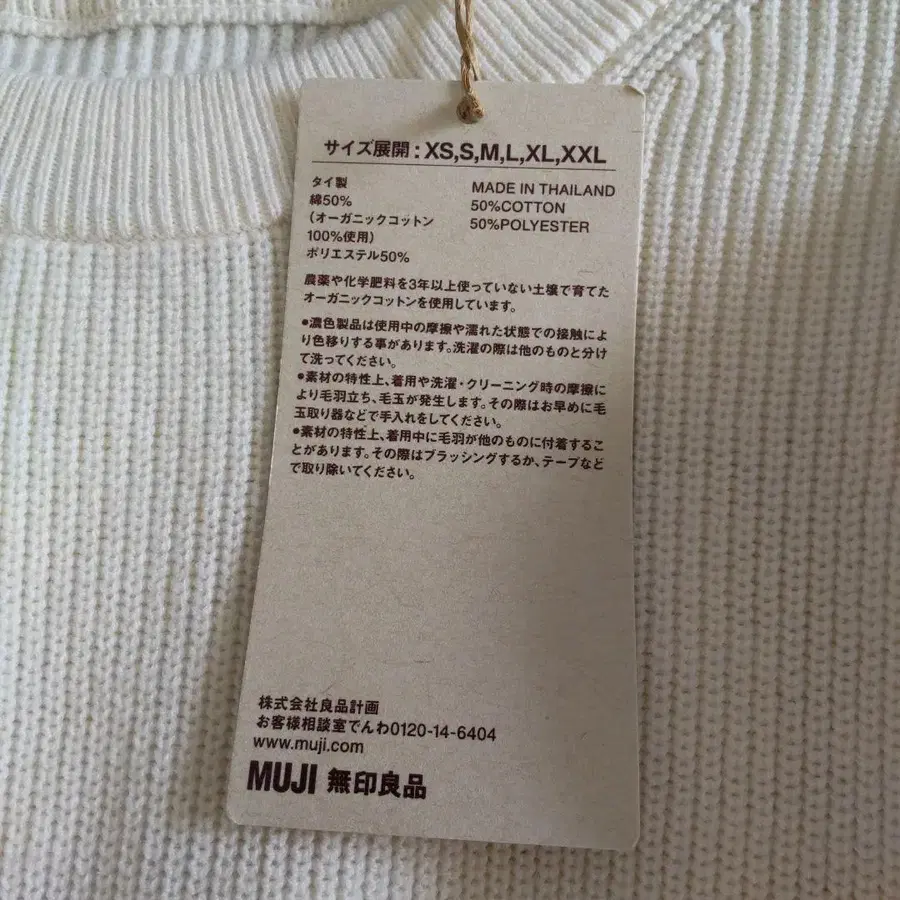 サイズ展開：XS,S,M,L,XL,XXL
タイ製
綿50%
(オーガニックコットン
100%使用)
ポリエステル50%
MADE IN THAILAND
50%COTTON
50%POLYESTER
農薬や化学肥料を3年以上使っていない土壌で育てた
オーガニックコットンを使用しています。
●濃色製品は使用中の摩擦や濡れた状態での接触によ
り色移りする事があります。洗濯の際は他のものと分け
て洗ってください。
●素材の特性上、着用や洗濯・クリーニング時の摩擦に
より毛羽立ち、毛玉が発生します。その際はお早めに毛
玉取り器などで手入れをしてください。
●素材の特性上、着用中に毛羽が他のものに付着するこ
とがあります。その際はブラッシングするか、テープなど
で取り除いてください。
株式会社良品計画
お客様相談室でんわ0120-14-6404
www.muji.com
MUJI 無印良品